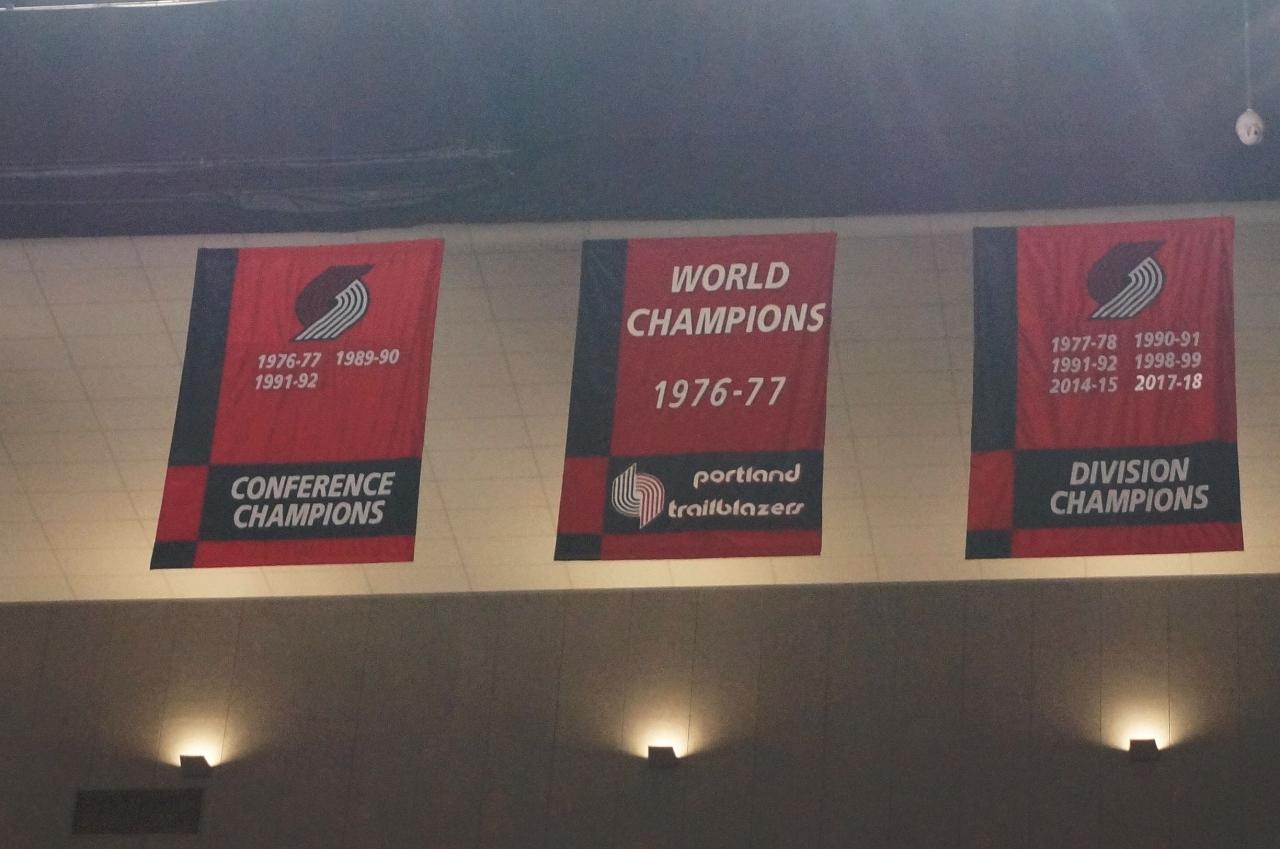 1976-77 1989-90
1991-92
CONFERENCE
CHAMPIONS
WORLD
CHAMPIONS
1976-77
portland
trailblazers
1977-78 1990-91
1991-92 1998-99
2014-15 2017-18
DIVISION
CHAMPIONS